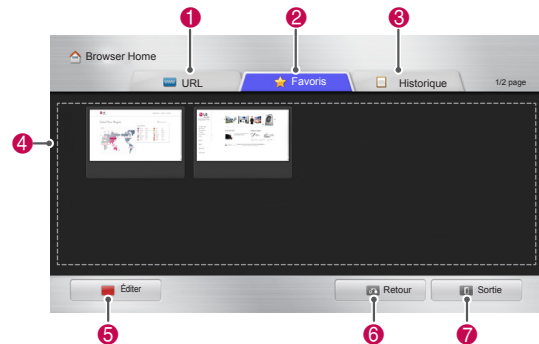 1
2
3
Browser Home
URL
Favoris
Historique
1/2 page
4
Éditer
Retour
Sortie
5
6
7